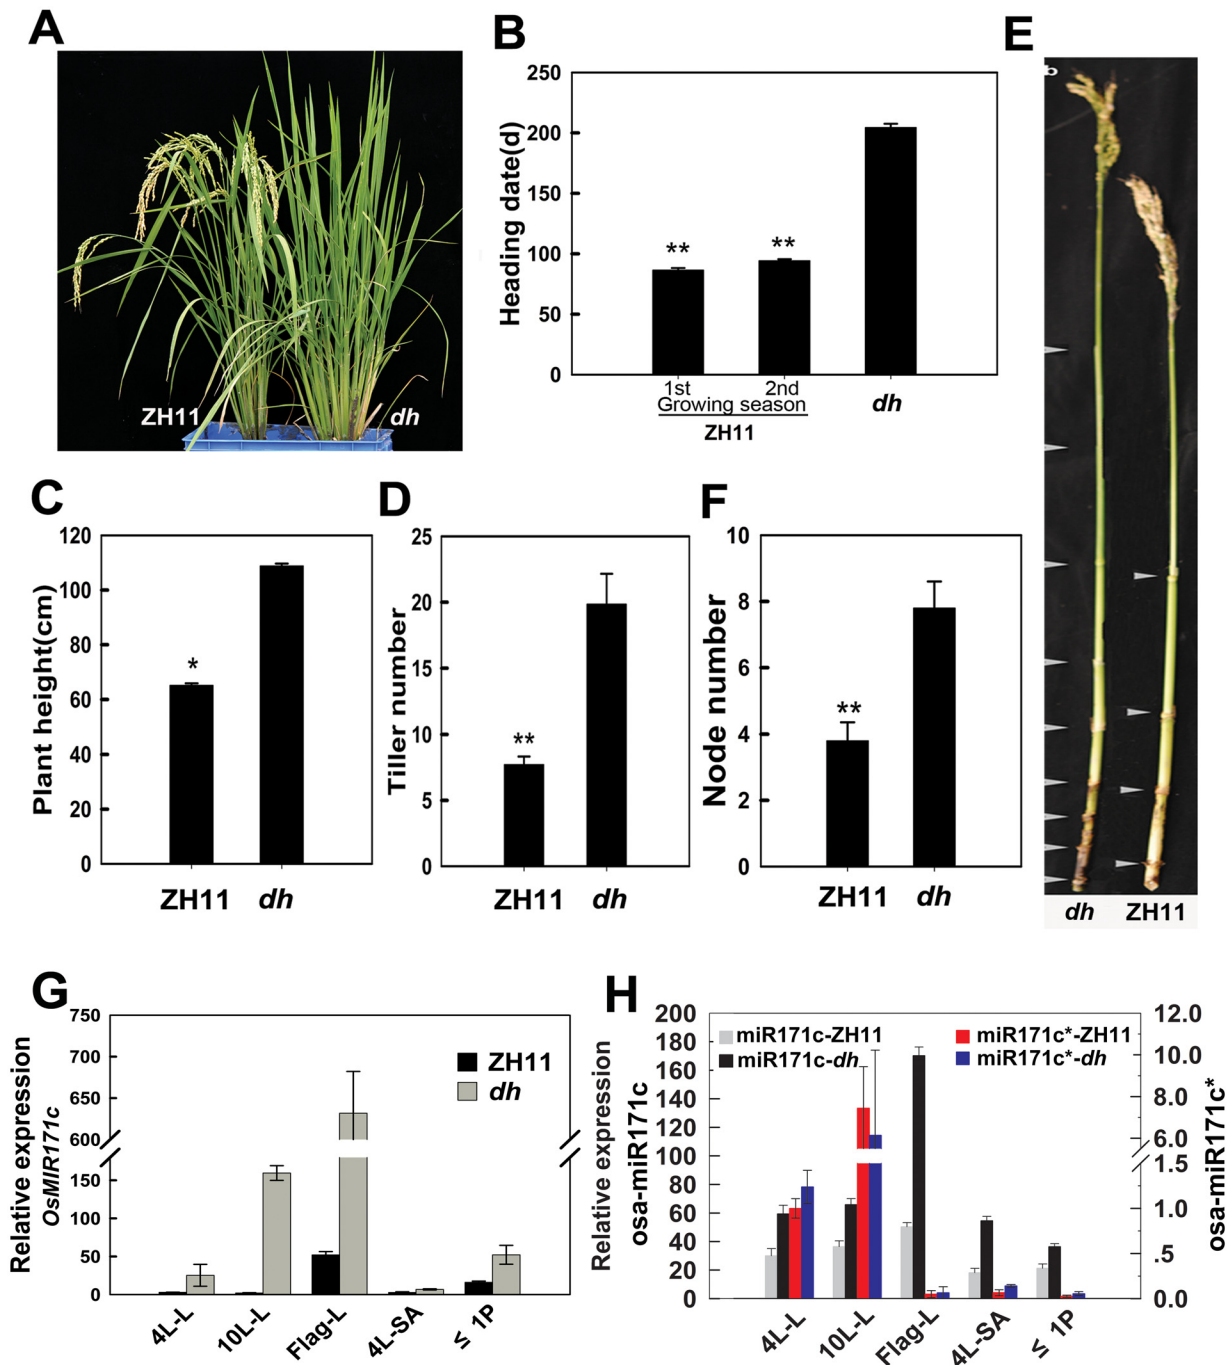 A
ZH11
dh
B
Heading date(d)
250
200
150
100
50
0
**
**
1st
2nd
Growing season
ZH11
dh
E
b
dh
ZH11
C
Plant height(cm)
120
100
80
60
40
20
0
*
ZH11
dh
D
Tiller number
25
20
15
10
5
0
**
ZH11
dh
F
Node number
10
8
6
4
2
0
**
ZH11
dh
G
Relative expression
OsMIR171c
750
700
650
600
150
100
50
0
ZH11
dh
4L-L
10L-L
Flag-L
4L-SA
≤ 1P
H
Relative expression
osa-miR171c
200
180
160
140
120
100
80
60
40
20
0
miR171c-ZH11
miR171c-dh
miR171c*-ZH11
miR171c*-dh
12.0
10.0
8.0
6.0
1.5
1.0
.5
0.0
osa-miR171c*
4L-L
10L-L
Flag-L
4L-SA
≤ 1P